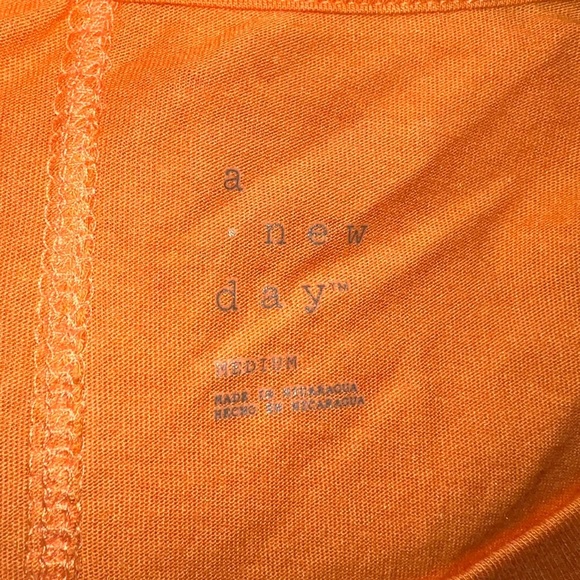 a
new
day™
MEDIUM
MADE IN NICARAGUA
HECHO EN NICARAGUA